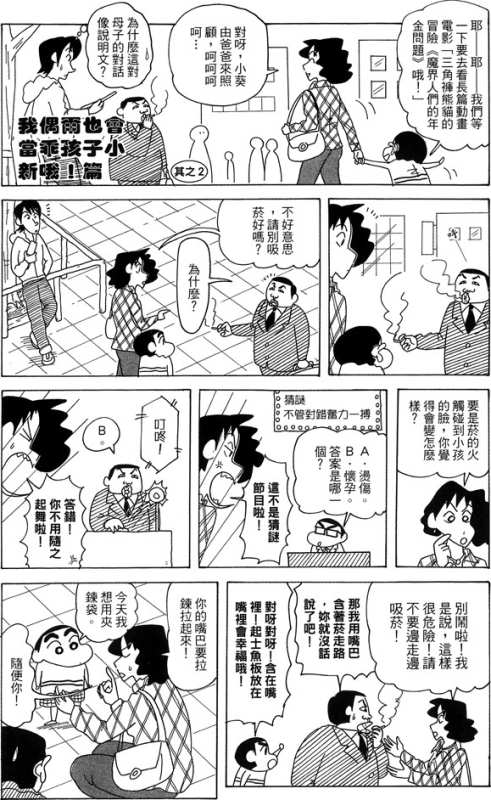 耶—耶—我們等
一下要去看長篇動畫
電影「三角褲熊貓的
冒險《魔界人們的年
金問題》哦！」
對呀，小葵
由爸爸來照
顧，呵呵呵
呵…
為什麼這對
母子的對話
像說明文？
我偶爾也會
當乖孩子小
新哦！篇
其之2
不好意思
，請別吸
菸好嗎？
為什麼？
要是菸的火
觸碰到小孩
的臉，你覺
得會變怎麼
樣？
猜謎
不管對錯奮力一搏
A．燙傷。
B．懷孕。
答案是哪一
個？
這不是猜謎
節目啦！
叮咚！
B。
答錯！
你不用隨之
起舞啦！
別鬧啦！我
是說，這樣
很危險！請
不要邊走邊
吸菸！
那我用嘴巴
含著菸走路
，妳就沒話
說了吧！
對呀對呀！含在嘴
裡！起士魚板放在
嘴裡會幸福哦！
你的嘴巴要拉
鍊拉起來！
今天我
想用夾
鍊袋。
隨便你！